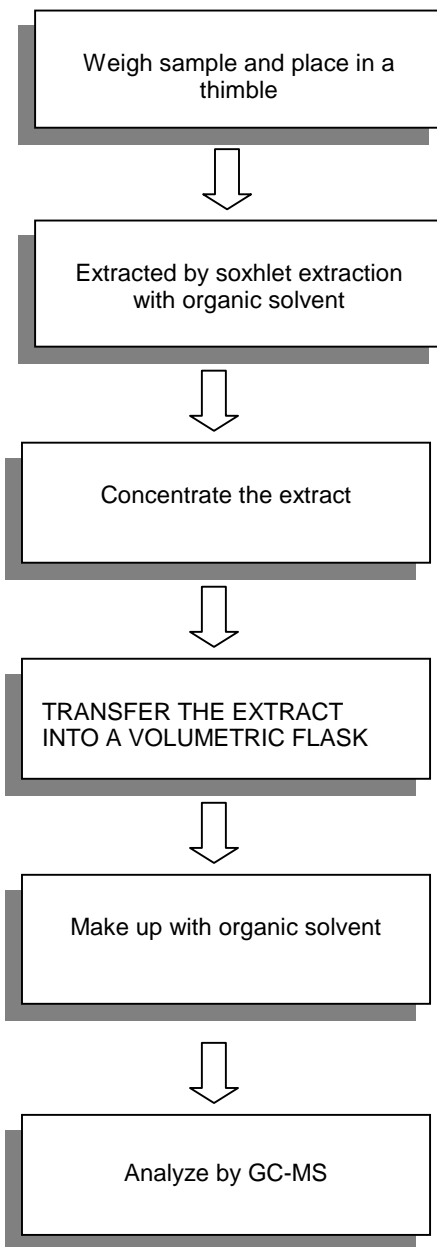 Weigh sample and place in a
thimble
Extracted by soxhlet extraction
with organic solvent
Concentrate the extract
TRANSFER THE EXTRACT
INTO A VOLUMETRIC FLASK
Make up with organic solvent
Analyze by GC-MS